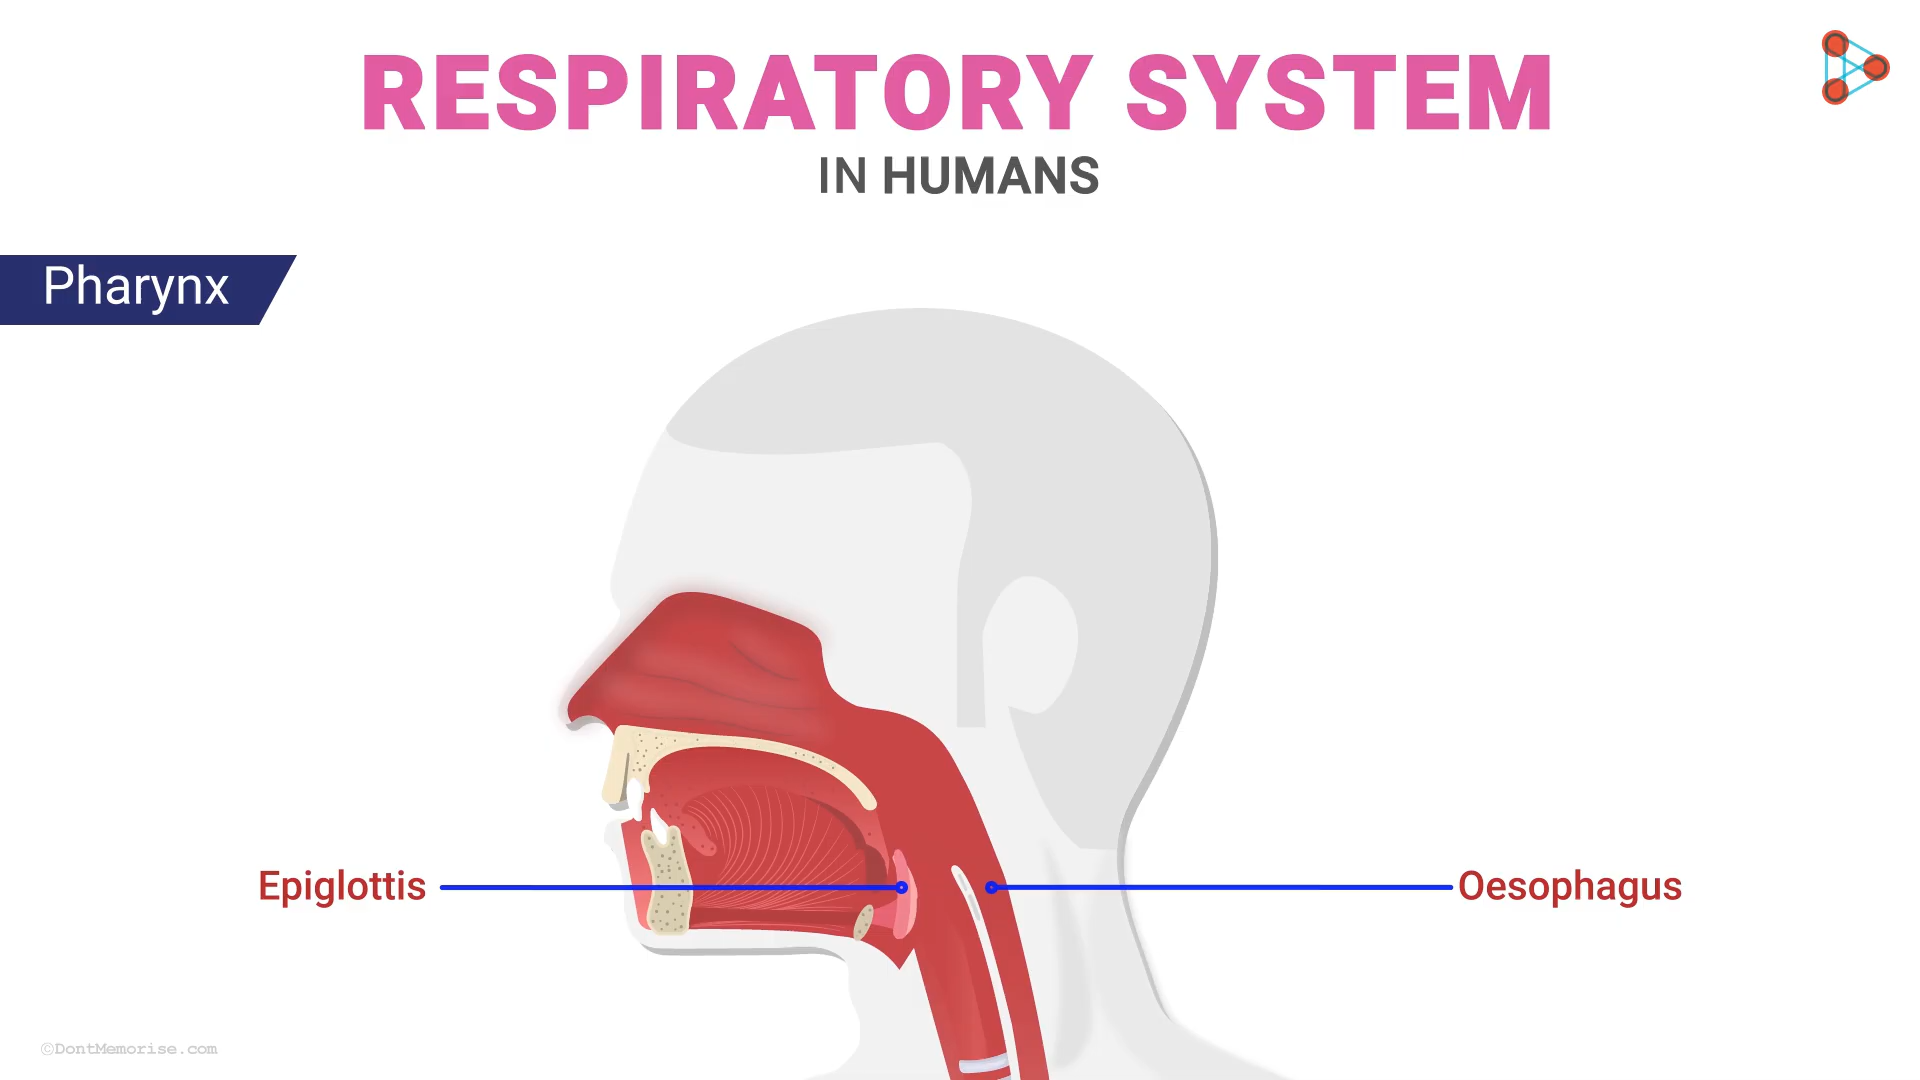 RESPIRATORY SYSTEM
IN HUMANS
Pharynx
Epiglottis
Oesophagus
©DontMemorise.com